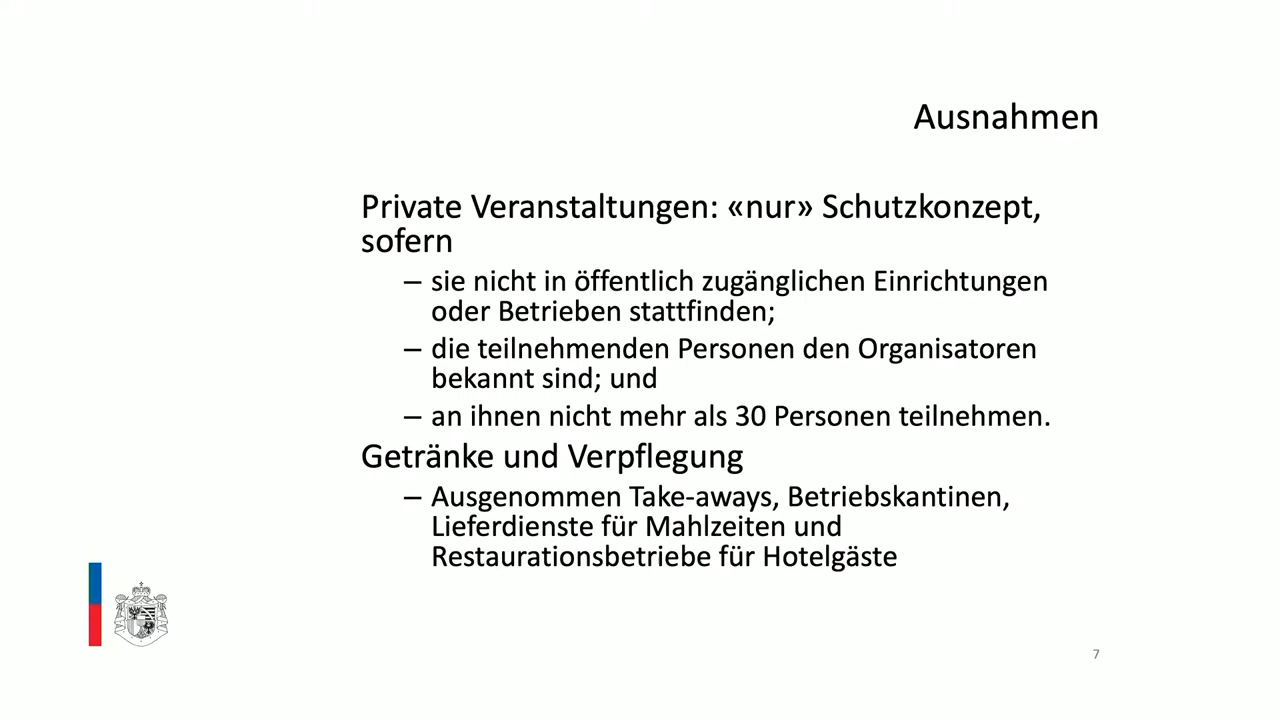 Ausnahmen
Private Veranstaltungen: «nur» Schutzkonzept,
sofern
– sie nicht in öffentlich zugänglichen Einrichtungen
oder Betrieben stattfinden;
– die teilnehmenden Personen den Organisatoren
bekannt sind; und
– an ihnen nicht mehr als 30 Personen teilnehmen.
Getränke und Verpflegung
– Ausgenommen Take-aways, Betriebskantinen,
Lieferdienste für Mahlzeiten und
Restaurationsbetriebe für Hotelgäste
7